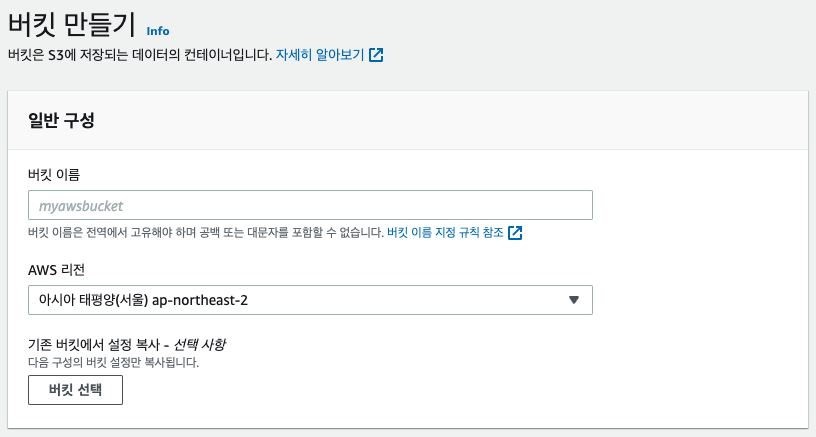 버킷 만들기 Info
버킷은 S3에 저장되는 데이터의 컨테이너입니다. 자세히 알아보기
일반 구성
버킷 이름
myawsbucket
버킷 이름은 전역에서 고유해야 하며 공백 또는 대문자를 포함할 수 없습니다. 버킷 이름 지정 규칙 참조
AWS 리전
아시아 태평양(서울) ap-northeast-2
기존 버킷에서 설정 복사 - 선택 사항
다음 구성의 버킷 설정만 복사됩니다.
버킷 선택